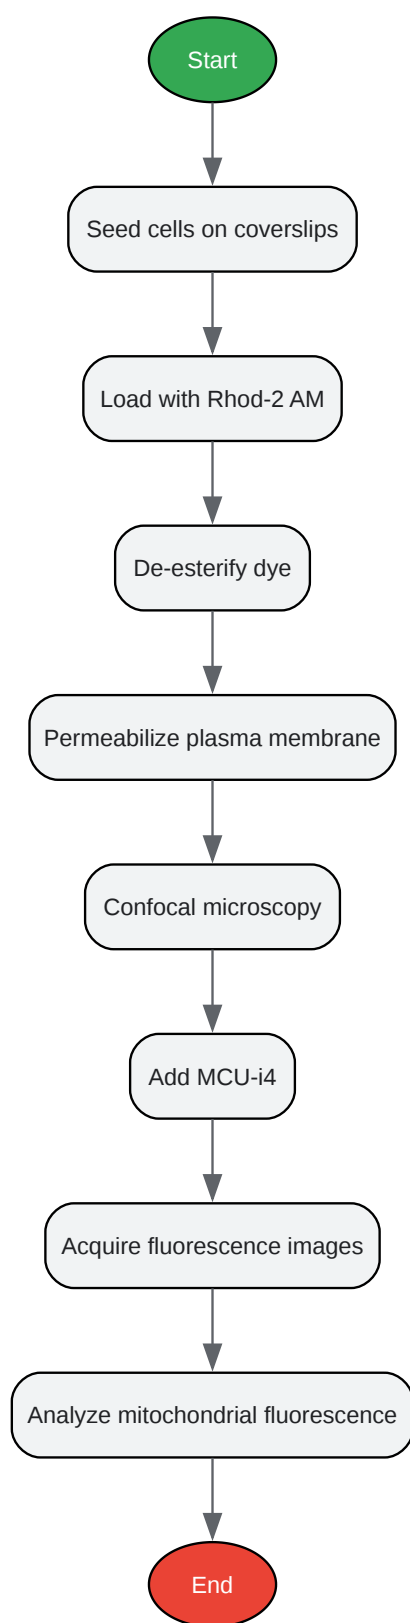 Start
Seed cells on coverslips
Load with Rhod-2 AM
De-esterify dye
Permeabilize plasma membrane
Confocal microscopy
Add MCU-i4
Acquire fluorescence images
Analyze mitochondrial fluorescence
End